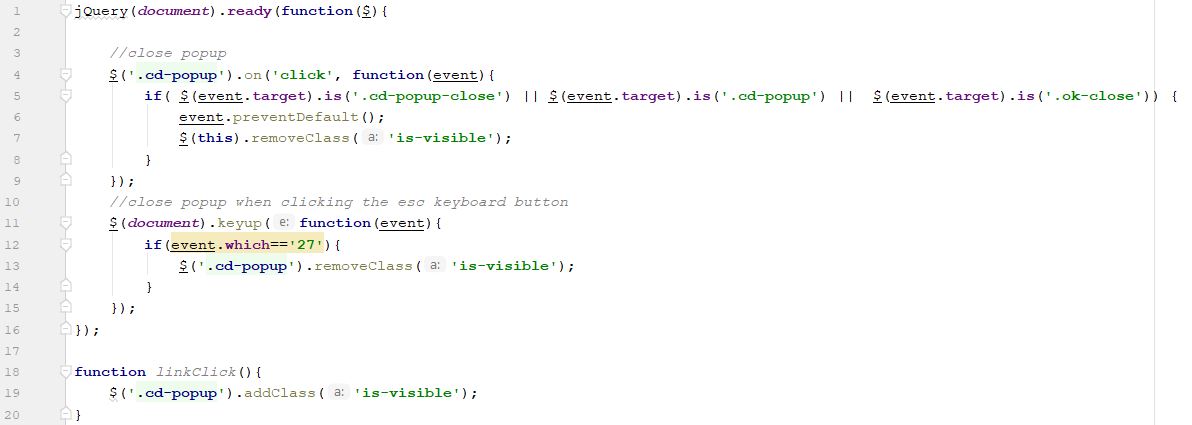 1 jQuery(document).ready(function($){
2
3 //close popup
4 $('.cd-popup').on('click', function(event){
5 if( $(event.target).is('.cd-popup-close') || $(event.target).is('.cd-popup') ||  $(event.target).is('.ok-close')) {
6 event.preventDefault();
7 $(this).removeClass( a: 'is-visible');
8 }
9 });
10 //close popup when clicking the esc keyboard button
11 $(document).keyup( e: function(event){
12 if(event.which=='27'){
13 $('.cd-popup').removeClass( a: 'is-visible');
14 }
15 });
16 });
17
18 function linkClick(){
19 $('.cd-popup').addClass( a: 'is-visible');
20 }